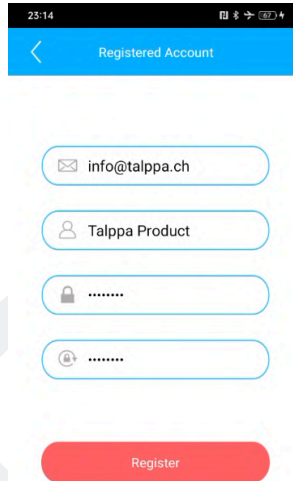 23:14
67
Registered Account
info@talppa.ch
Talppa Product
••••••••
••••••••
Register